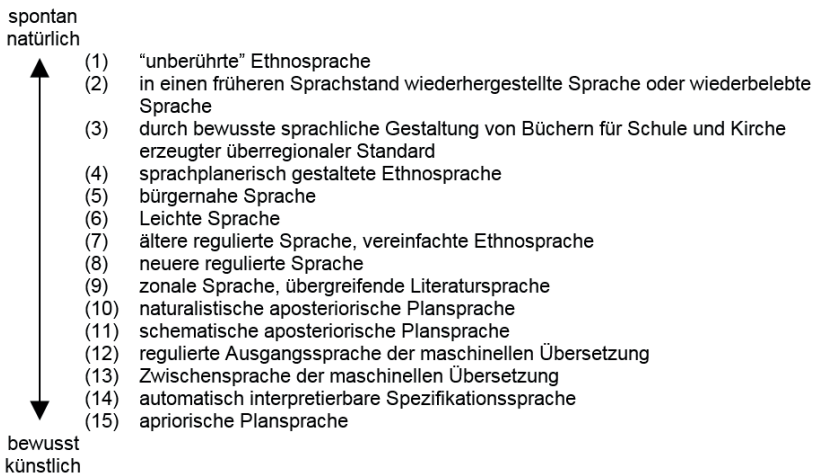 spontan
natürlich
(1) “unberührte” Ethnosprache
(2) in einen früheren Sprachstand wiederhergestellte Sprache oder wiederbelebte
Sprache
(3) durch bewusste sprachliche Gestaltung von Büchern für Schule und Kirche
erzeugter überregionaler Standard
(4) sprachplanerisch gestaltete Ethnosprache
(5) bürgernahe Sprache
(6) Leichte Sprache
(7) ältere regulierte Sprache, vereinfachte Ethnosprache
(8) neuere regulierte Sprache
(9) zonale Sprache, übergreifende Literatursprache
(10) naturalistische aposteriorische Plansprache
(11) schematische aposteriorische Plansprache
(12) regulierte Ausgangssprache der maschinellen Übersetzung
(13) Zwischensprache der maschinellen Übersetzung
(14) automatisch interpretierbare Spezifikationssprache
(15) apriorische Plansprache
bewusst
künstlich